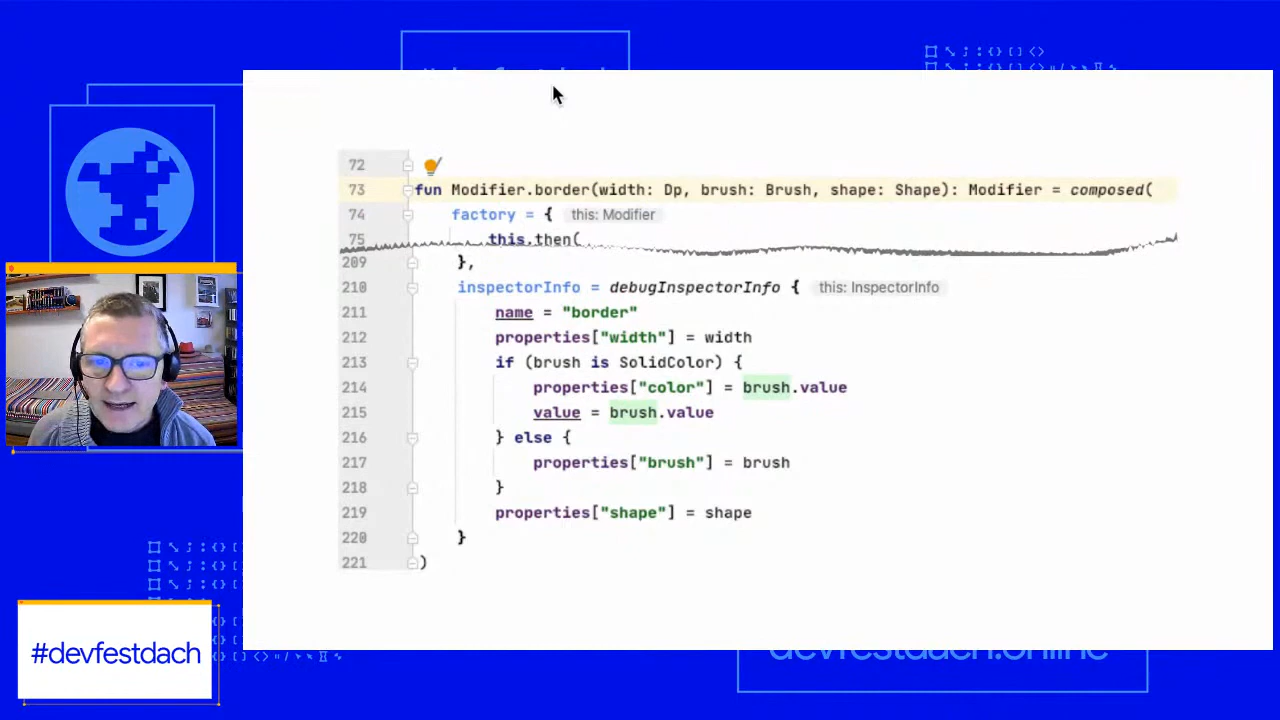 72
73 fun Modifier.border(width: Dp, brush: Brush, shape: Shape): Modifier = composed(
74 factory = { this: Modifier
75 this.then(
209 },
210 inspectorInfo = debugInspectorInfo { this: InspectorInfo
211 name = "border"
212 properties["width"] = width
213 if (brush is SolidColor) {
214 properties["color"] = brush.value
215 value = brush.value
216 } else {
217 properties["brush"] = brush
218 }
219 properties["shape"] = shape
220 }
221 )
#devfestdach
devfestdach.online